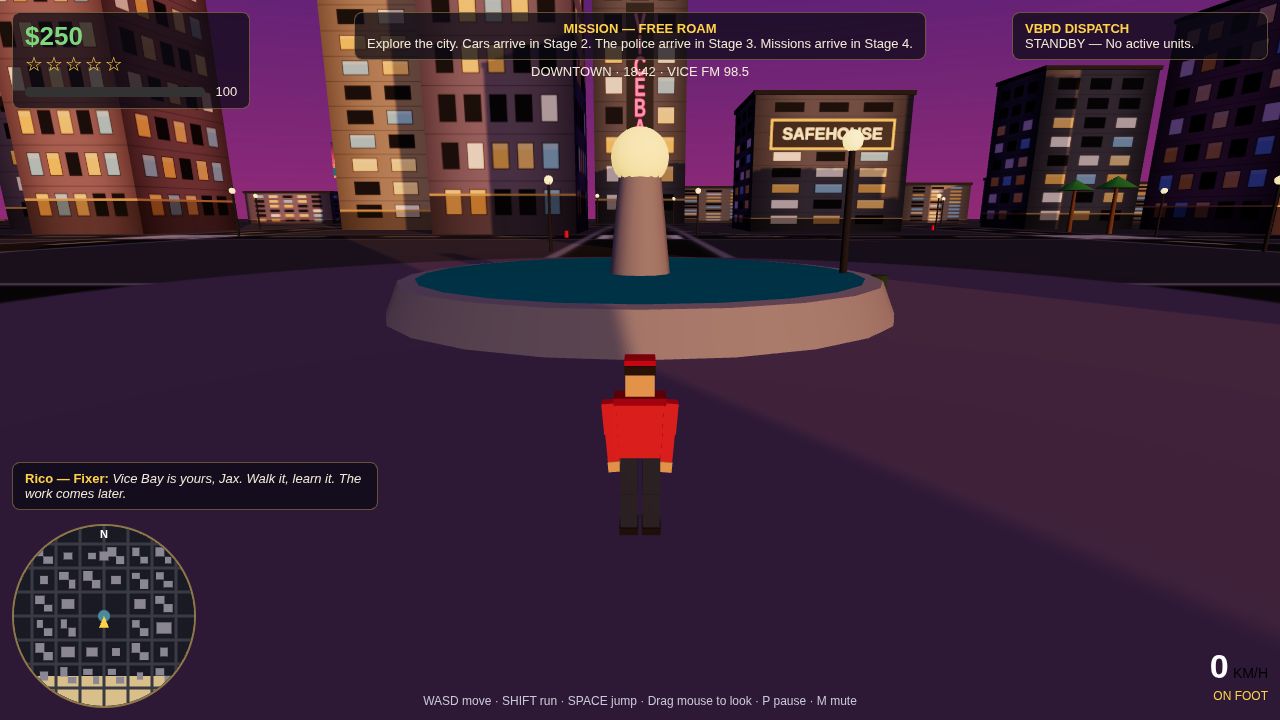 $250
☆☆☆☆☆
100
MISSION — FREE ROAM
Explore the city. Cars arrive in Stage 2. The police arrive in Stage 3. Missions arrive in Stage 4.
DOWNTOWN · 18:42 · VICE FM 98.5
VBPD DISPATCH
STANDBY — No active units.
SAFEHOUSE
Rico — Fixer: Vice Bay is yours, Jax. Walk it, learn it. The
work comes later.
N
0 KM/H
ON FOOT
WASD move · SHIFT run · SPACE jump · Drag mouse to look · P pause · M mute